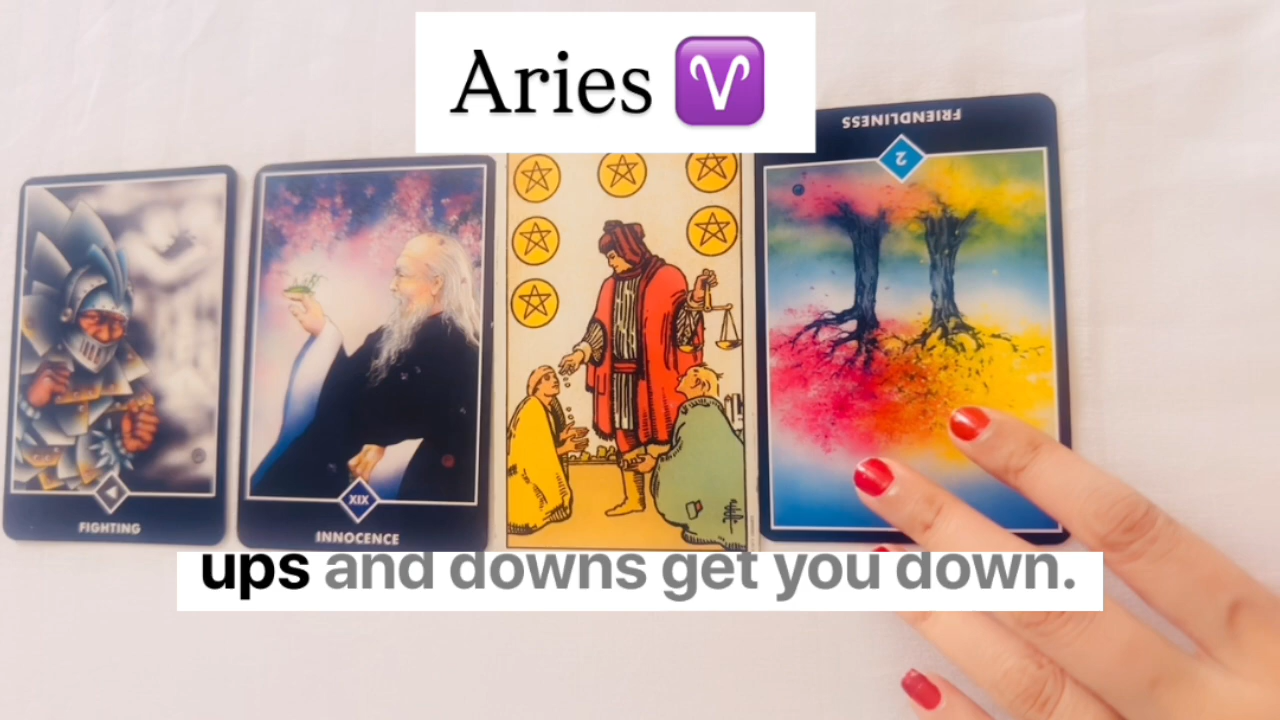 Aries ♈
FRIENDLINESS
2
XIX
FIGHTING
INNOCENCE
ups and downs get you down.